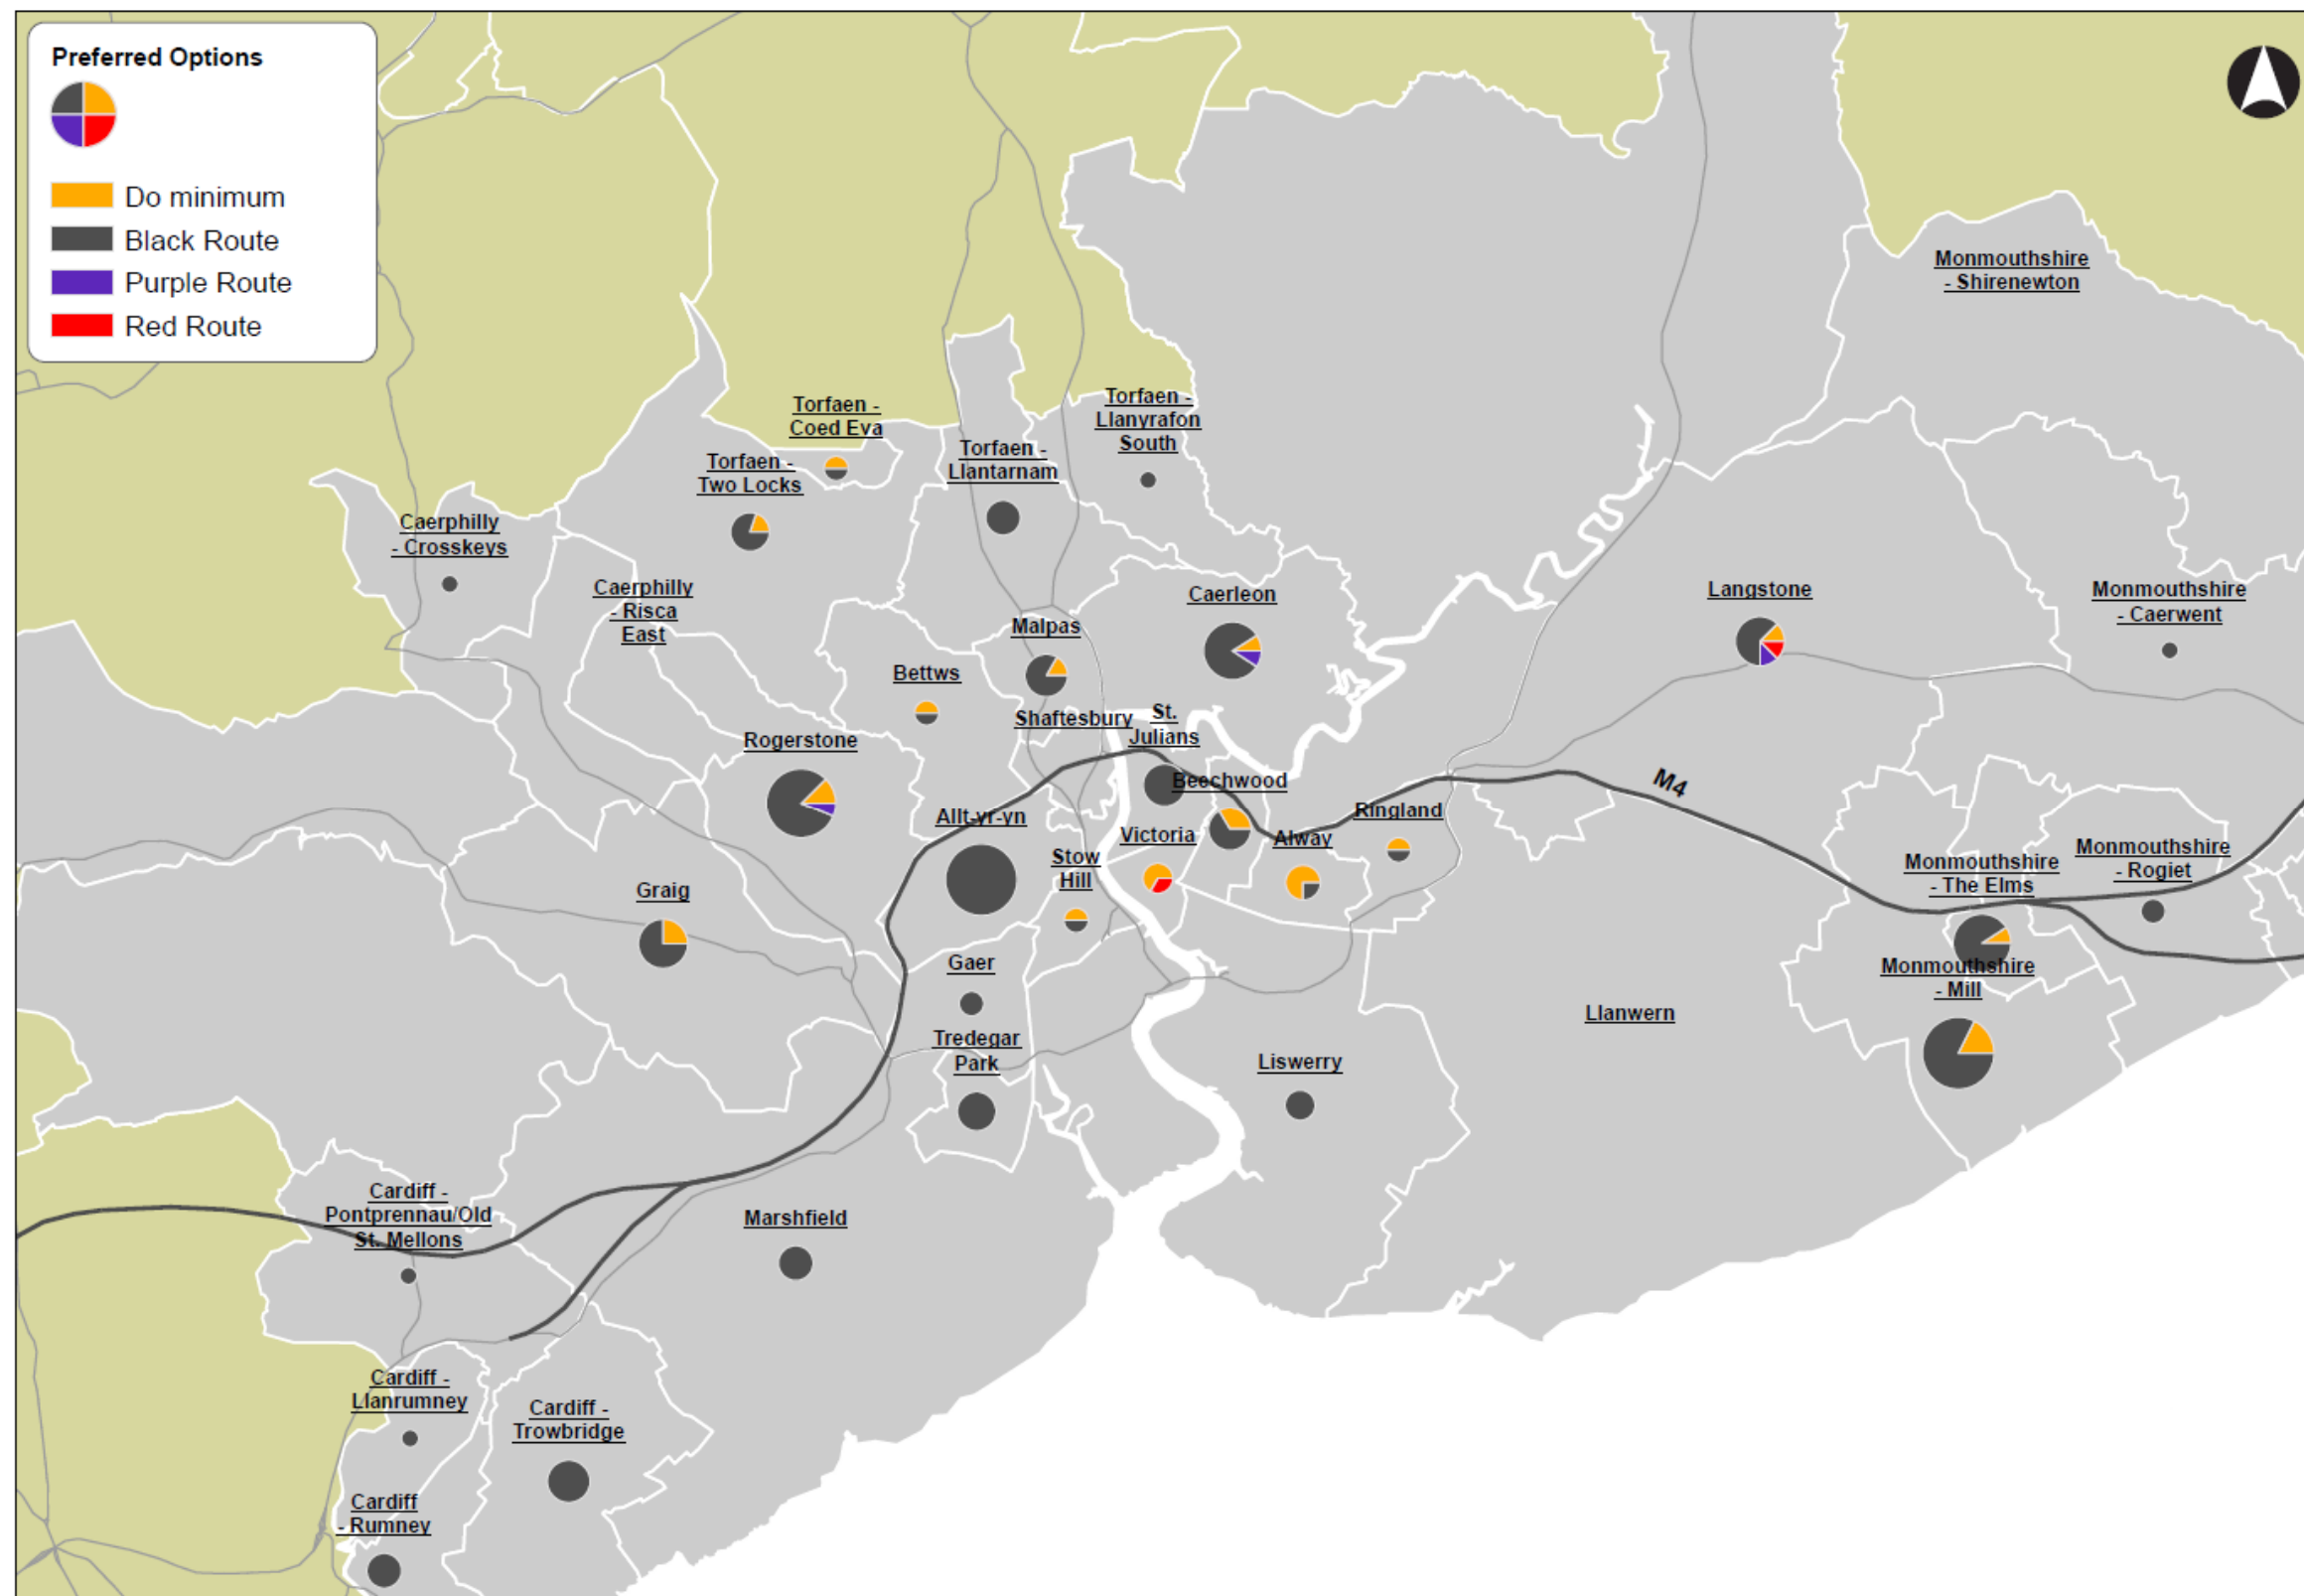 Preferred Options
Do minimum
Black Route
Purple Route
Red Route
Monmouthshire
- Shirenewton
Torfaen -
Coed Eva
Torfaen -
Llanyrafon
South
Torfaen -
Two Locks
Torfaen -
Llantarnam
Caerphilly
- Crosskeys
Caerphilly
- Risca
East
Caerleon
Langstone
Monmouthshire
- Caerwent
Malpas
Bettws
Shaftesbury
St.
Julians
Rogerstone
Beechwood
M4
Ringland
Allt-yr-yn
Victoria
Alway
Stow
Hill
Monmouthshire
- The Elms
Monmouthshire
- Rogiet
Graig
Gaer
Monmouthshire
- Mill
Llanwern
Tredegar
Park
Liswerry
Cardiff -
Pontprennau/Old
St. Mellons
Marshfield
Cardiff -
Llanrumney
Cardiff -
Trowbridge
Cardiff
- Rumney